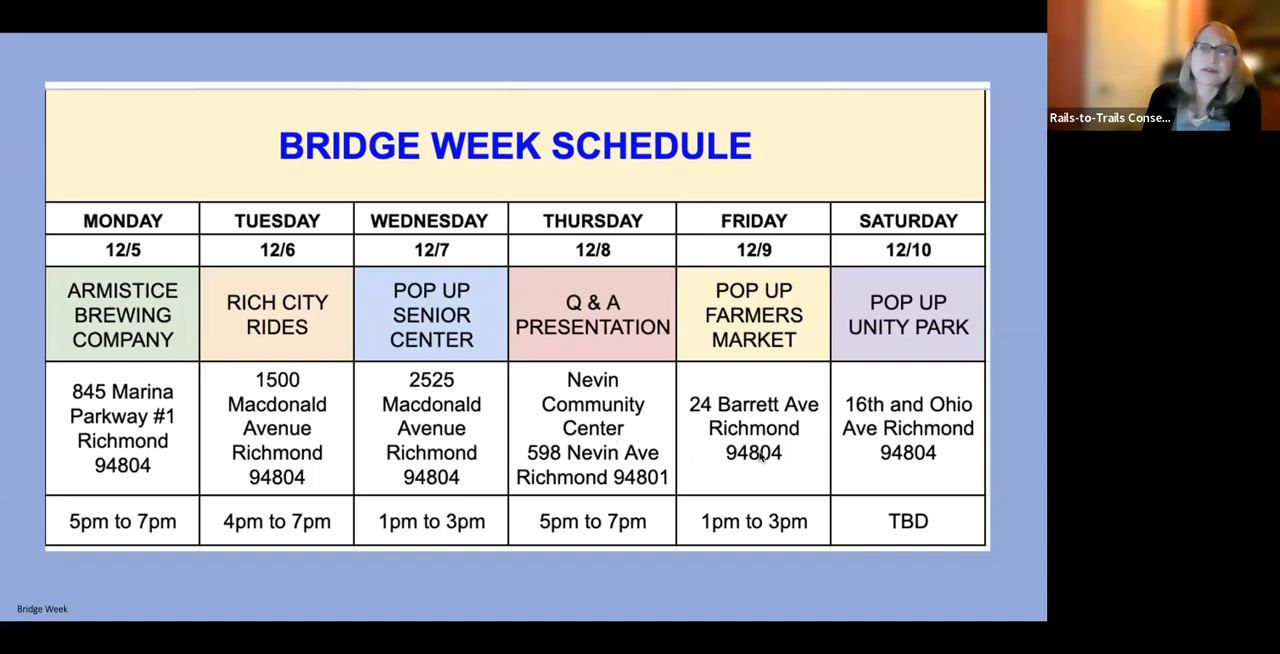 BRIDGE WEEK SCHEDULE
MONDAY TUESDAY WEDNESDAY THURSDAY FRIDAY SATURDAY
12/5 12/6 12/7 12/8 12/9 12/10
ARMISTICE
BREWING
COMPANY
RICH CITY
RIDES
POP UP
SENIOR
CENTER
Q & A
PRESENTATION
POP UP
FARMERS
MARKET
POP UP
UNITY PARK
845 Marina
Parkway #1
Richmond
94804
1500
Macdonald
Avenue
Richmond
94804
2525
Macdonald
Avenue
Richmond
94804
Nevin
Community
Center
598 Nevin Ave
Richmond 94801
24 Barrett Ave
Richmond
94804
16th and Ohio
Ave Richmond
94804
5pm to 7pm 4pm to 7pm 1pm to 3pm 5pm to 7pm 1pm to 3pm TBD
Bridge Week
Rails-to-Trails Conse...